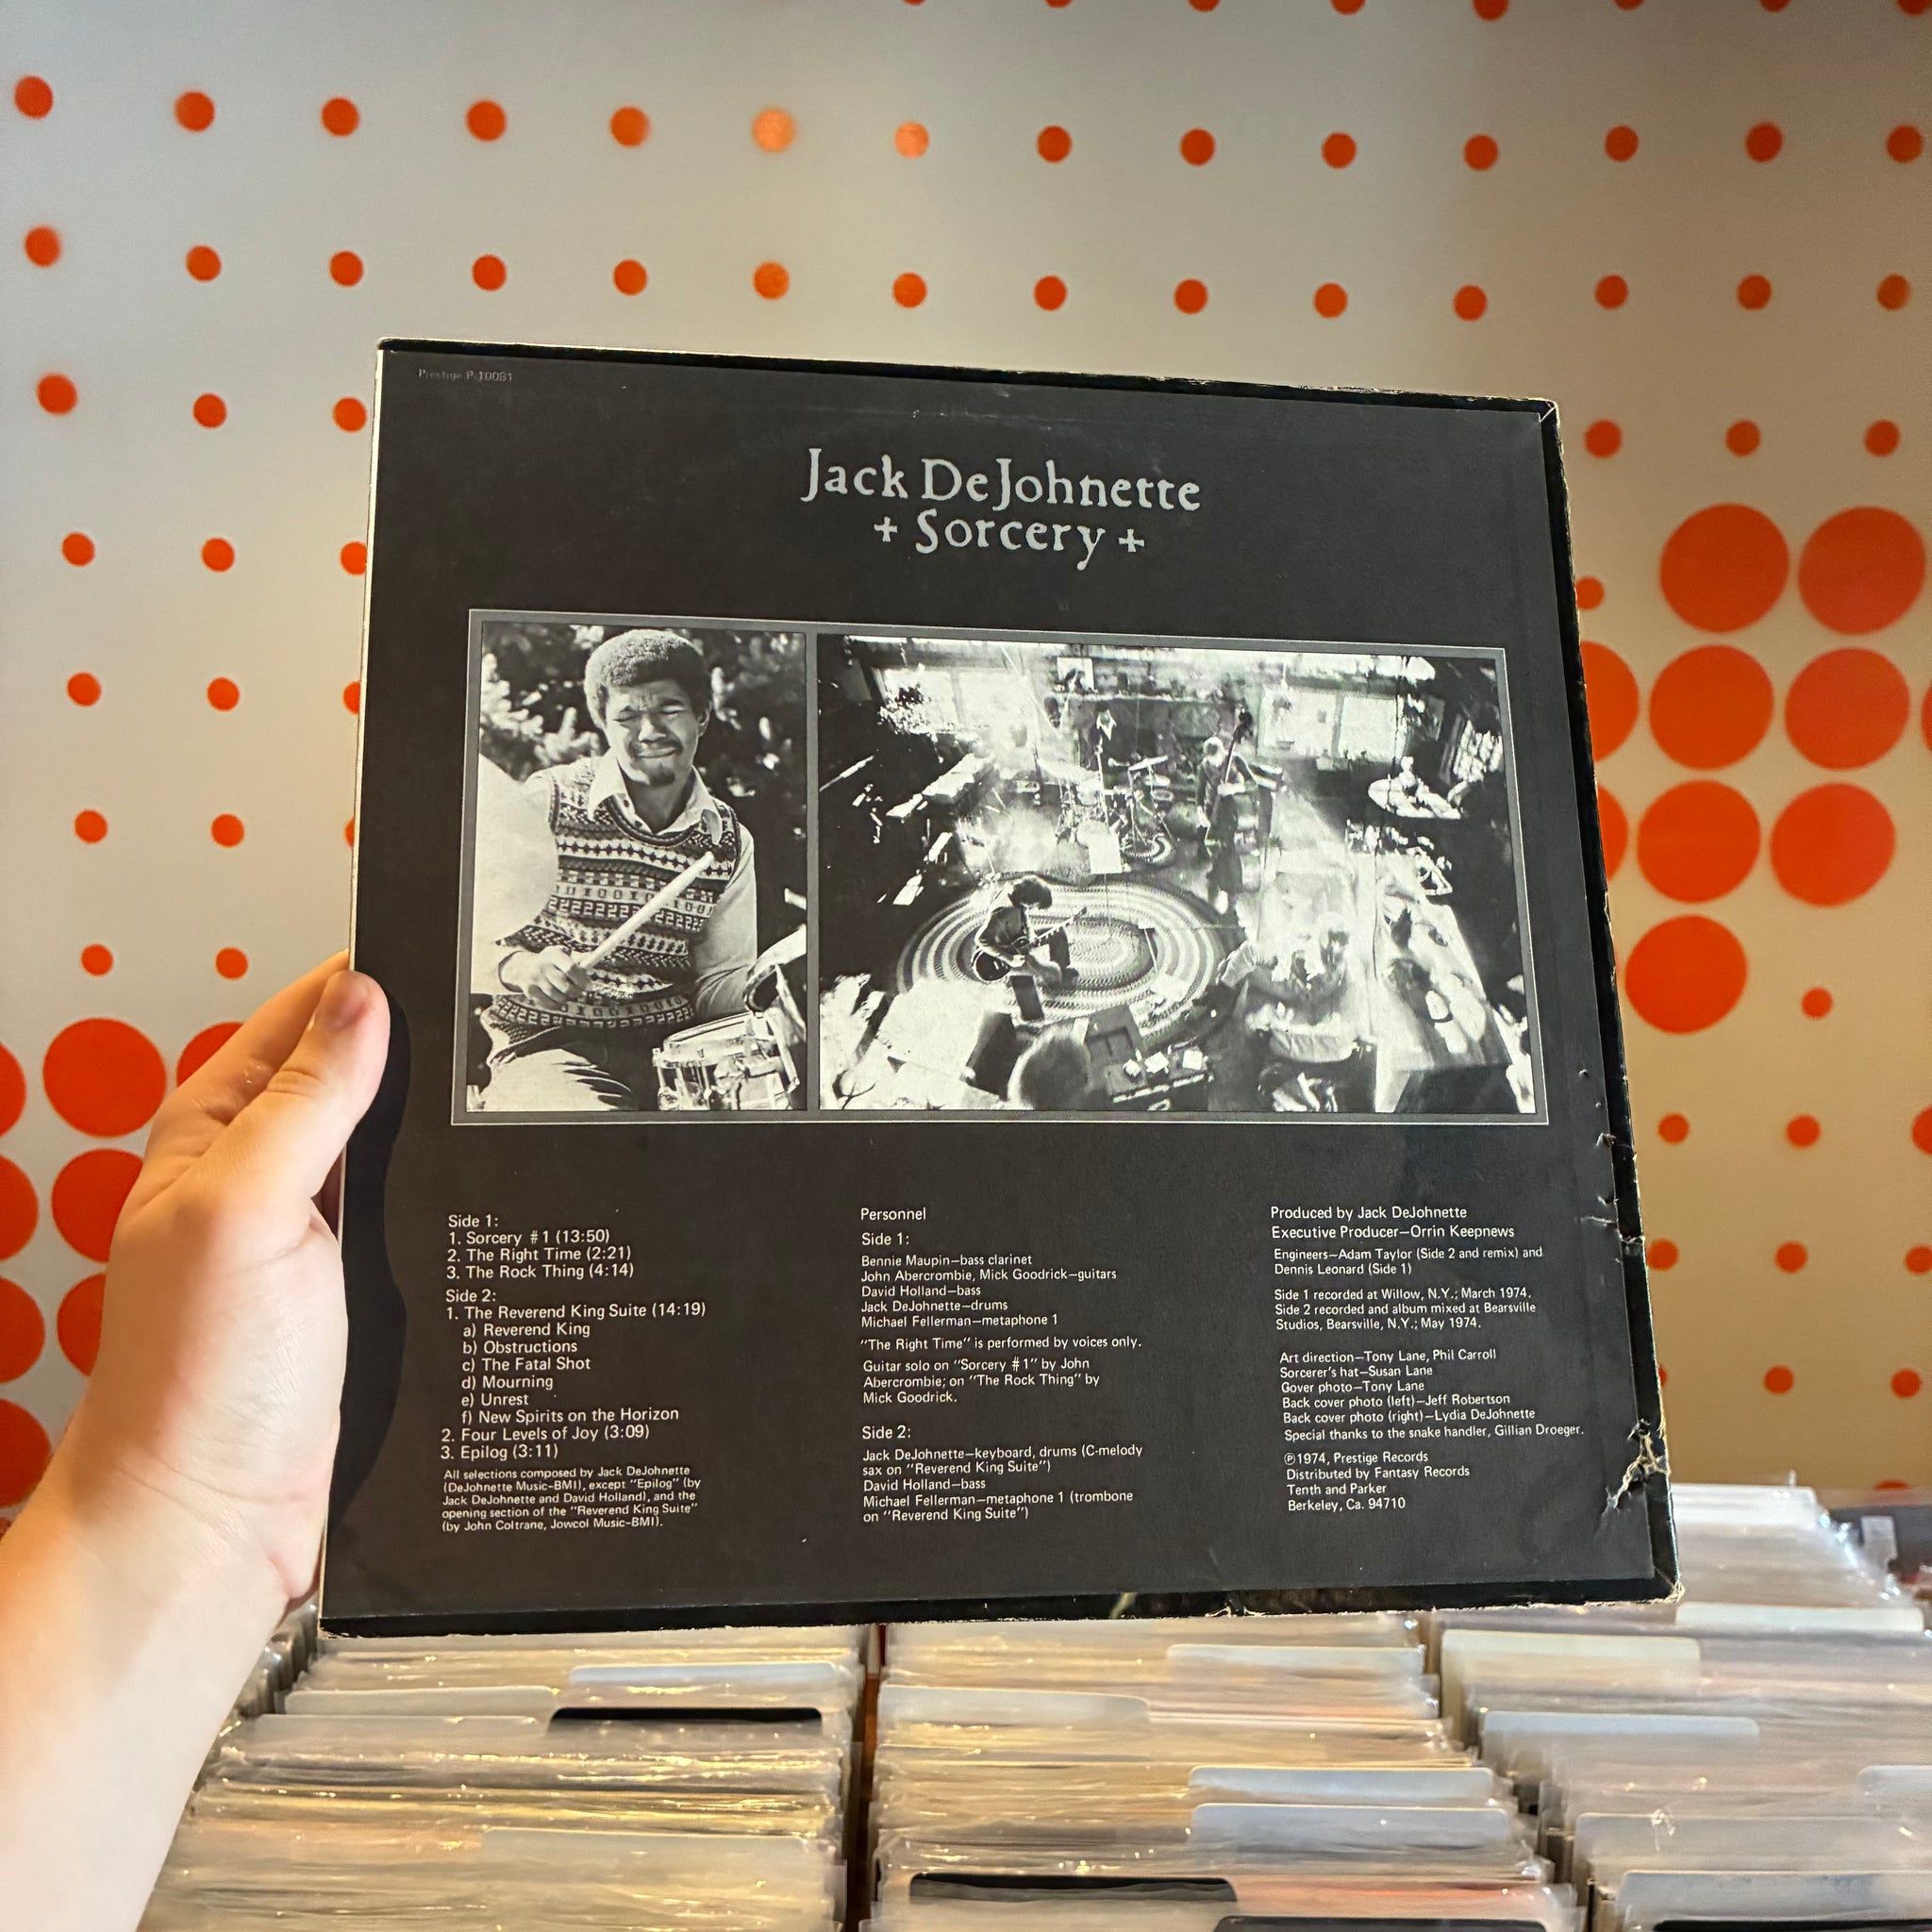 Prestige P-10081
Jack DeJohnette
+ Sorcery +
Side 1:
1. Sorcery #1 (13:50)
2. The Right Time (2:21)
3. The Rock Thing (4:14)
Side 2:
1. The Reverend King Suite (14:19)
a) Reverend King
b) Obstructions
c) The Fatal Shot
d) Mourning
e) Unrest
f) New Spirits on the Horizon
2. Four Levels of Joy (3:09)
3. Epilog (3:11)
All selections composed by Jack DeJohnette
(DeJohnette Music-BMI), except "Epilog" (by
Jack DeJohnette and David Holland), and the
opening section of the "Reverend King Suite"
(by John Coltrane, Jowcol Music-BMI).
Personnel
Side 1:
Bennie Maupin—bass clarinet
John Abercrombie, Mick Goodrick—guitars
David Holland—bass
Jack DeJohnette—drums
Michael Fellerman—metaphone 1
"The Right Time" is performed by voices only.
Guitar solo on "Sorcery #1" by John
Abercrombie; on "The Rock Thing" by
Mick Goodrick.
Side 2:
Jack DeJohnette—keyboard, drums (C-melody
sax on "Reverend King Suite")
David Holland—bass
Michael Fellerman—metaphone 1 (trombone
on "Reverend King Suite")
Produced by Jack DeJohnette
Executive Producer—Orrin Keepnews
Engineers—Adam Taylor (Side 2 and remix) and
Dennis Leonard (Side 1)
Side 1 recorded at Willow, N.Y.; March 1974.
Side 2 recorded and album mixed at Bearsville
Studios, Bearsville, N.Y.; May 1974.
Art direction—Tony Lane, Phil Carroll
Sorcerer's hat—Susan Lane
Gover photo—Tony Lane
Back cover photo (left)—Jeff Robertson
Back cover photo (right)—Lydia DeJohnette
Special thanks to the snake handler, Gillian Droeger.
℗1974, Prestige Records
Distributed by Fantasy Records
Tenth and Parker
Berkeley, Ca. 94710